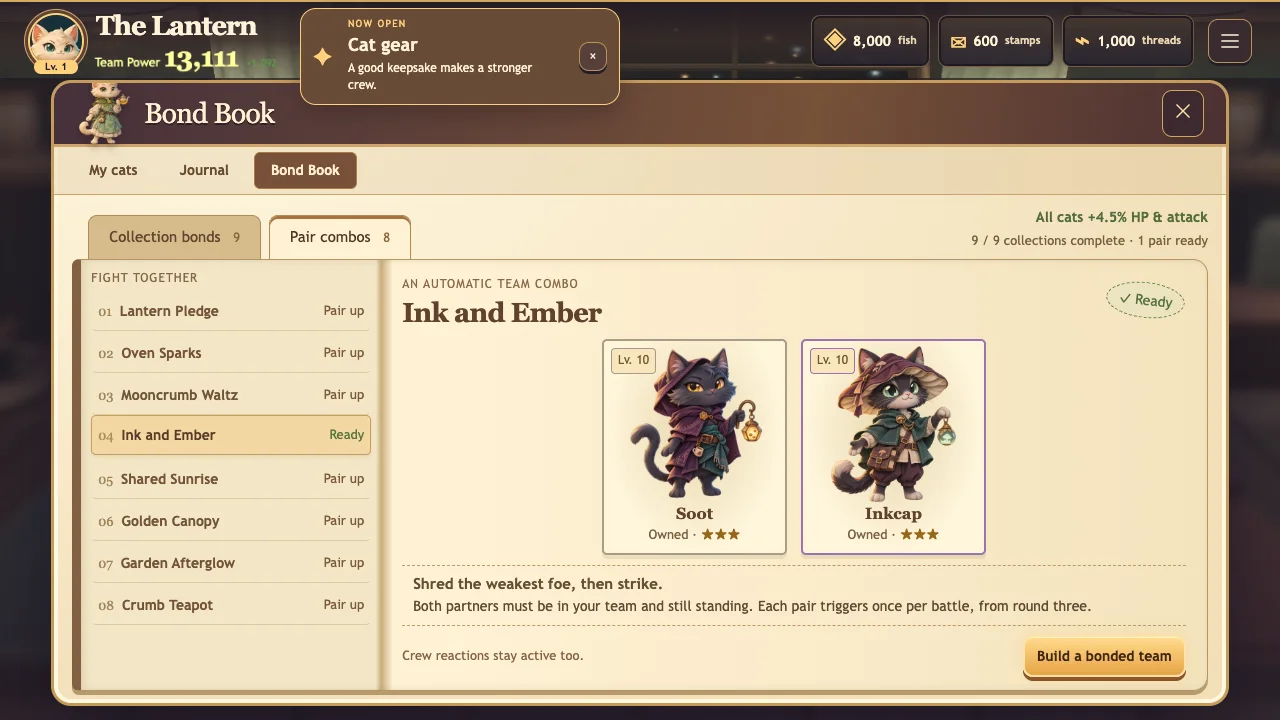 The Lantern
Team Power 13,111
Lv. 1
NOW OPEN
Cat gear
A good keepsake makes a stronger
crew.
×
8,000 fish
600 stamps
1,000 threads
Bond Book
My cats
Journal
Bond Book
Collection bonds 9
Pair combos 8
All cats +4.5% HP & attack
9 / 9 collections complete · 1 pair ready
FIGHT TOGETHER
01 Lantern Pledge Pair up
02 Oven Sparks Pair up
03 Mooncrumb Waltz Pair up
04 Ink and Ember Ready
05 Shared Sunrise Pair up
06 Golden Canopy Pair up
07 Garden Afterglow Pair up
08 Crumb Teapot Pair up
AN AUTOMATIC TEAM COMBO
Ink and Ember
✓ Ready
Lv. 10
Soot
Owned · ★★★
Lv. 10
Inkcap
Owned · ★★★
Shred the weakest foe, then strike.
Both partners must be in your team and still standing. Each pair triggers once per battle, from round three.
Crew reactions stay active too.
Build a bonded team